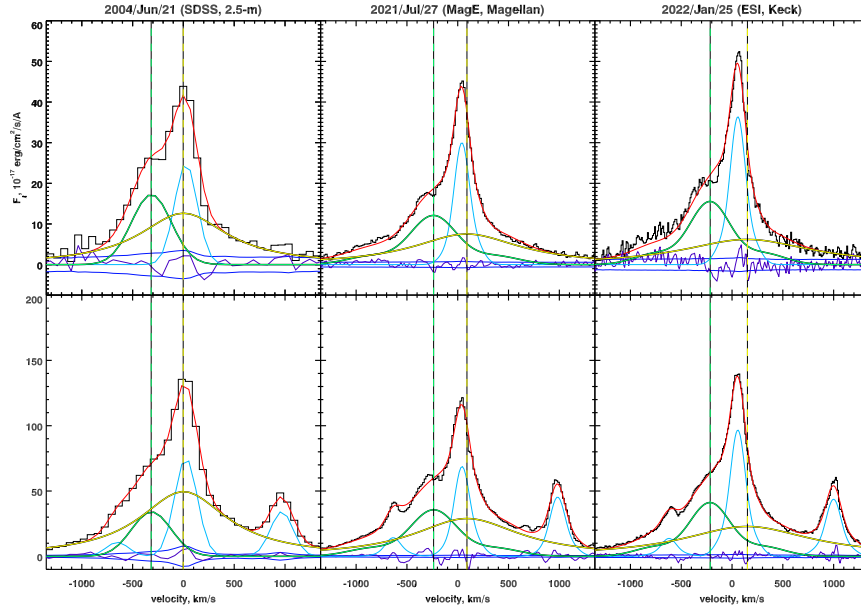 2004/Jun/21 (SDSS, 2.5-m)
2021/Jul/27 (MagE, Magellan)
2022/Jan/25 (ESI, Keck)
60
50
40
30
20
10
0
F, 10⁻¹⁷ erg/cm²/s/A
200
150
100
50
0
-1000 -500 0 500 1000
-1000 -500 0 500 1000
-1000 -500 0 500 1000
velocity, km/s
velocity, km/s
velocity, km/s